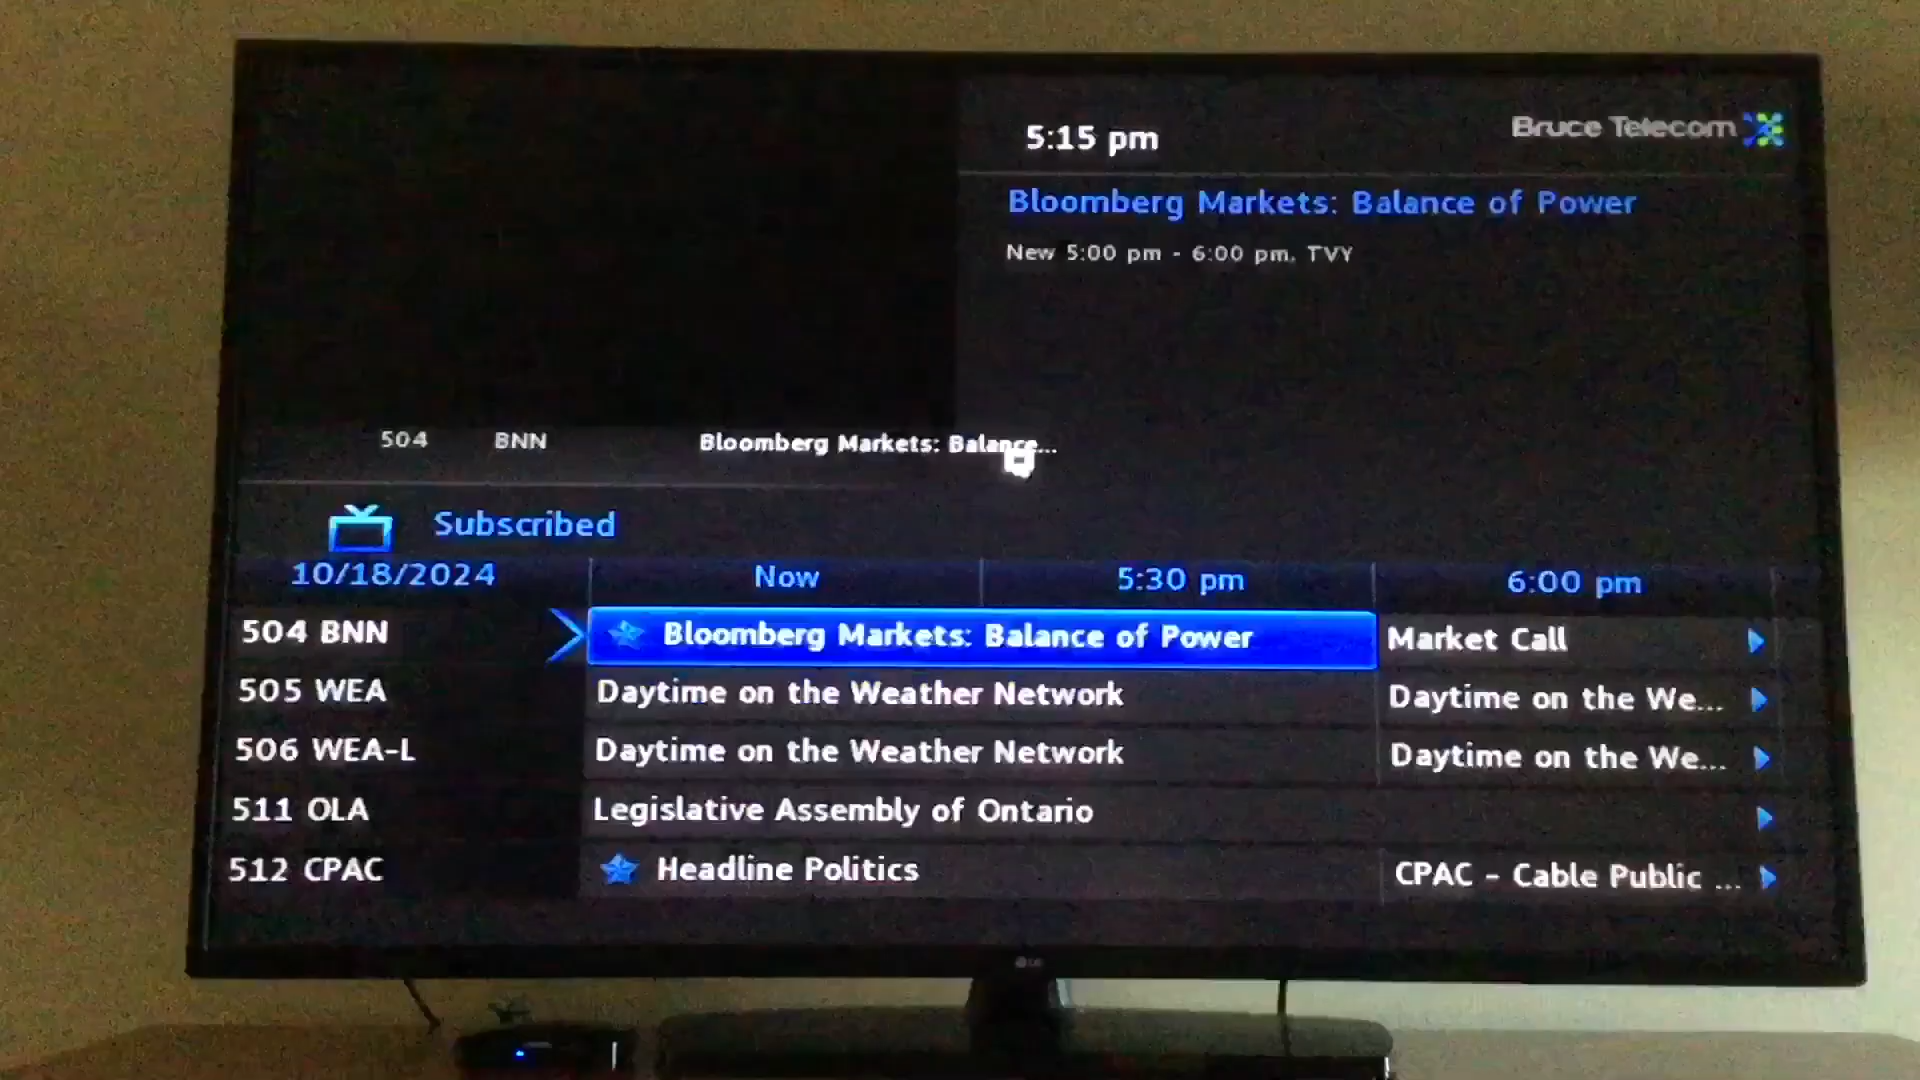 5:15 pm
Bruce Telecom
Bloomberg Markets: Balance of Power
New 5:00 pm - 6:00 pm, TVY
504 BNN Bloomberg Markets: Balance...
Subscribed
10/18/2024 Now 5:30 pm 6:00 pm
504 BNN Bloomberg Markets: Balance of Power Market Call
505 WEA Daytime on the Weather Network Daytime on the We...
506 WEA-L Daytime on the Weather Network Daytime on the We...
511 OLA Legislative Assembly of Ontario
512 CPAC Headline Politics CPAC - Cable Public ...
LG